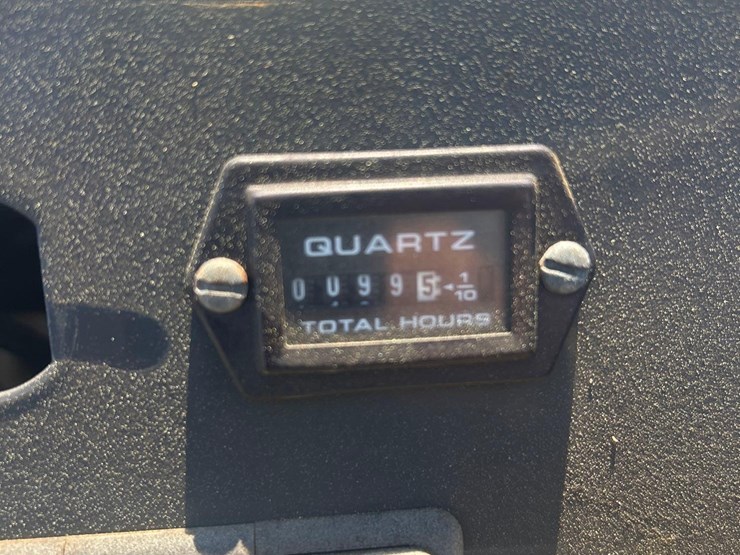 QUARTZ
0 0 9 9 5 ◄ 1/10
TOTAL HOURS